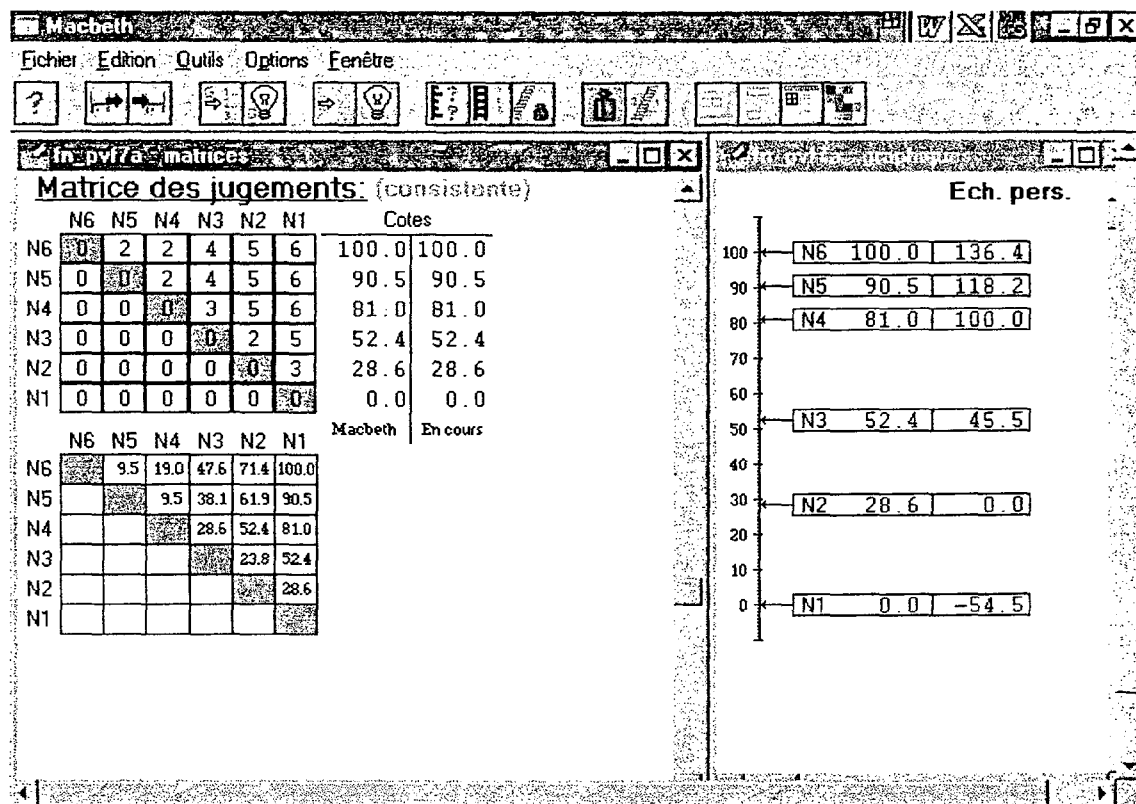 Macbeth
Fichier Edition Outils Options Fenêtre
fn_pvf7a - matrices
Matrice des jugements: (consistente)
N6 N5 N4 N3 N2 N1 Cotes
N6 0 2 2 4 5 6 100.0 100.0
N5 0 0 2 4 5 6 90.5 90.5
N4 0 0 0 3 5 6 81.0 81.0
N3 0 0 0 0 2 5 52.4 52.4
N2 0 0 0 0 0 3 28.6 28.6
N1 0 0 0 0 0 0 0.0 0.0
Macbeth En cours
N6 N5 N4 N3 N2 N1
N6 9.5 19.0 47.6 71.4 100.0
N5 9.5 38.1 61.9 90.5
N4 28.6 52.4 81.0
N3 23.8 52.4
N2 28.6
N1
Ech. pers.
100 N6 100.0 136.4
90 N5 90.5 118.2
80 N4 81.0 100.0
70
60
50 N3 52.4 45.5
40
30 N2 28.6 0.0
20
10
0 N1 0.0 -54.5